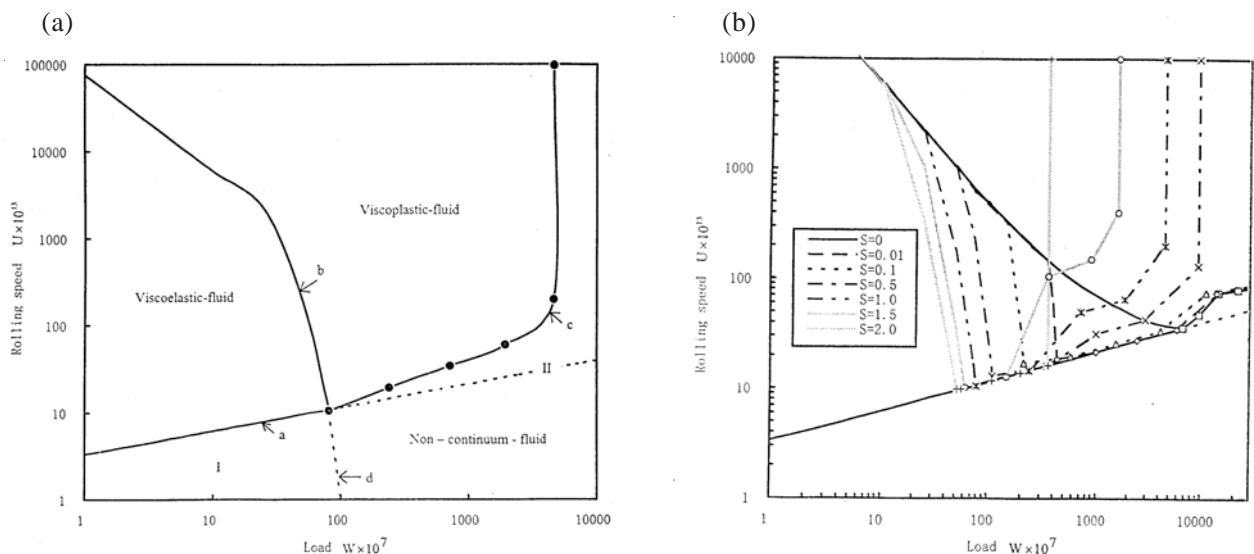 (a)
100000
10000
1000
100
10
1
Rolling speed U×10¹³
Viscoplastic-fluid
Viscoelastic-fluid
b
c
II
a
Non - continuum - fluid
I
d
1
10
100
1000
10000
Load W×10⁷
(b)
10000
1000
100
10
1
Rolling speed U×10¹³
S=0
S=0.01
S=0.1
S=0.5
S=1.0
S=1.5
S=2.0
1
10
100
1000
10000
Load W×10⁷